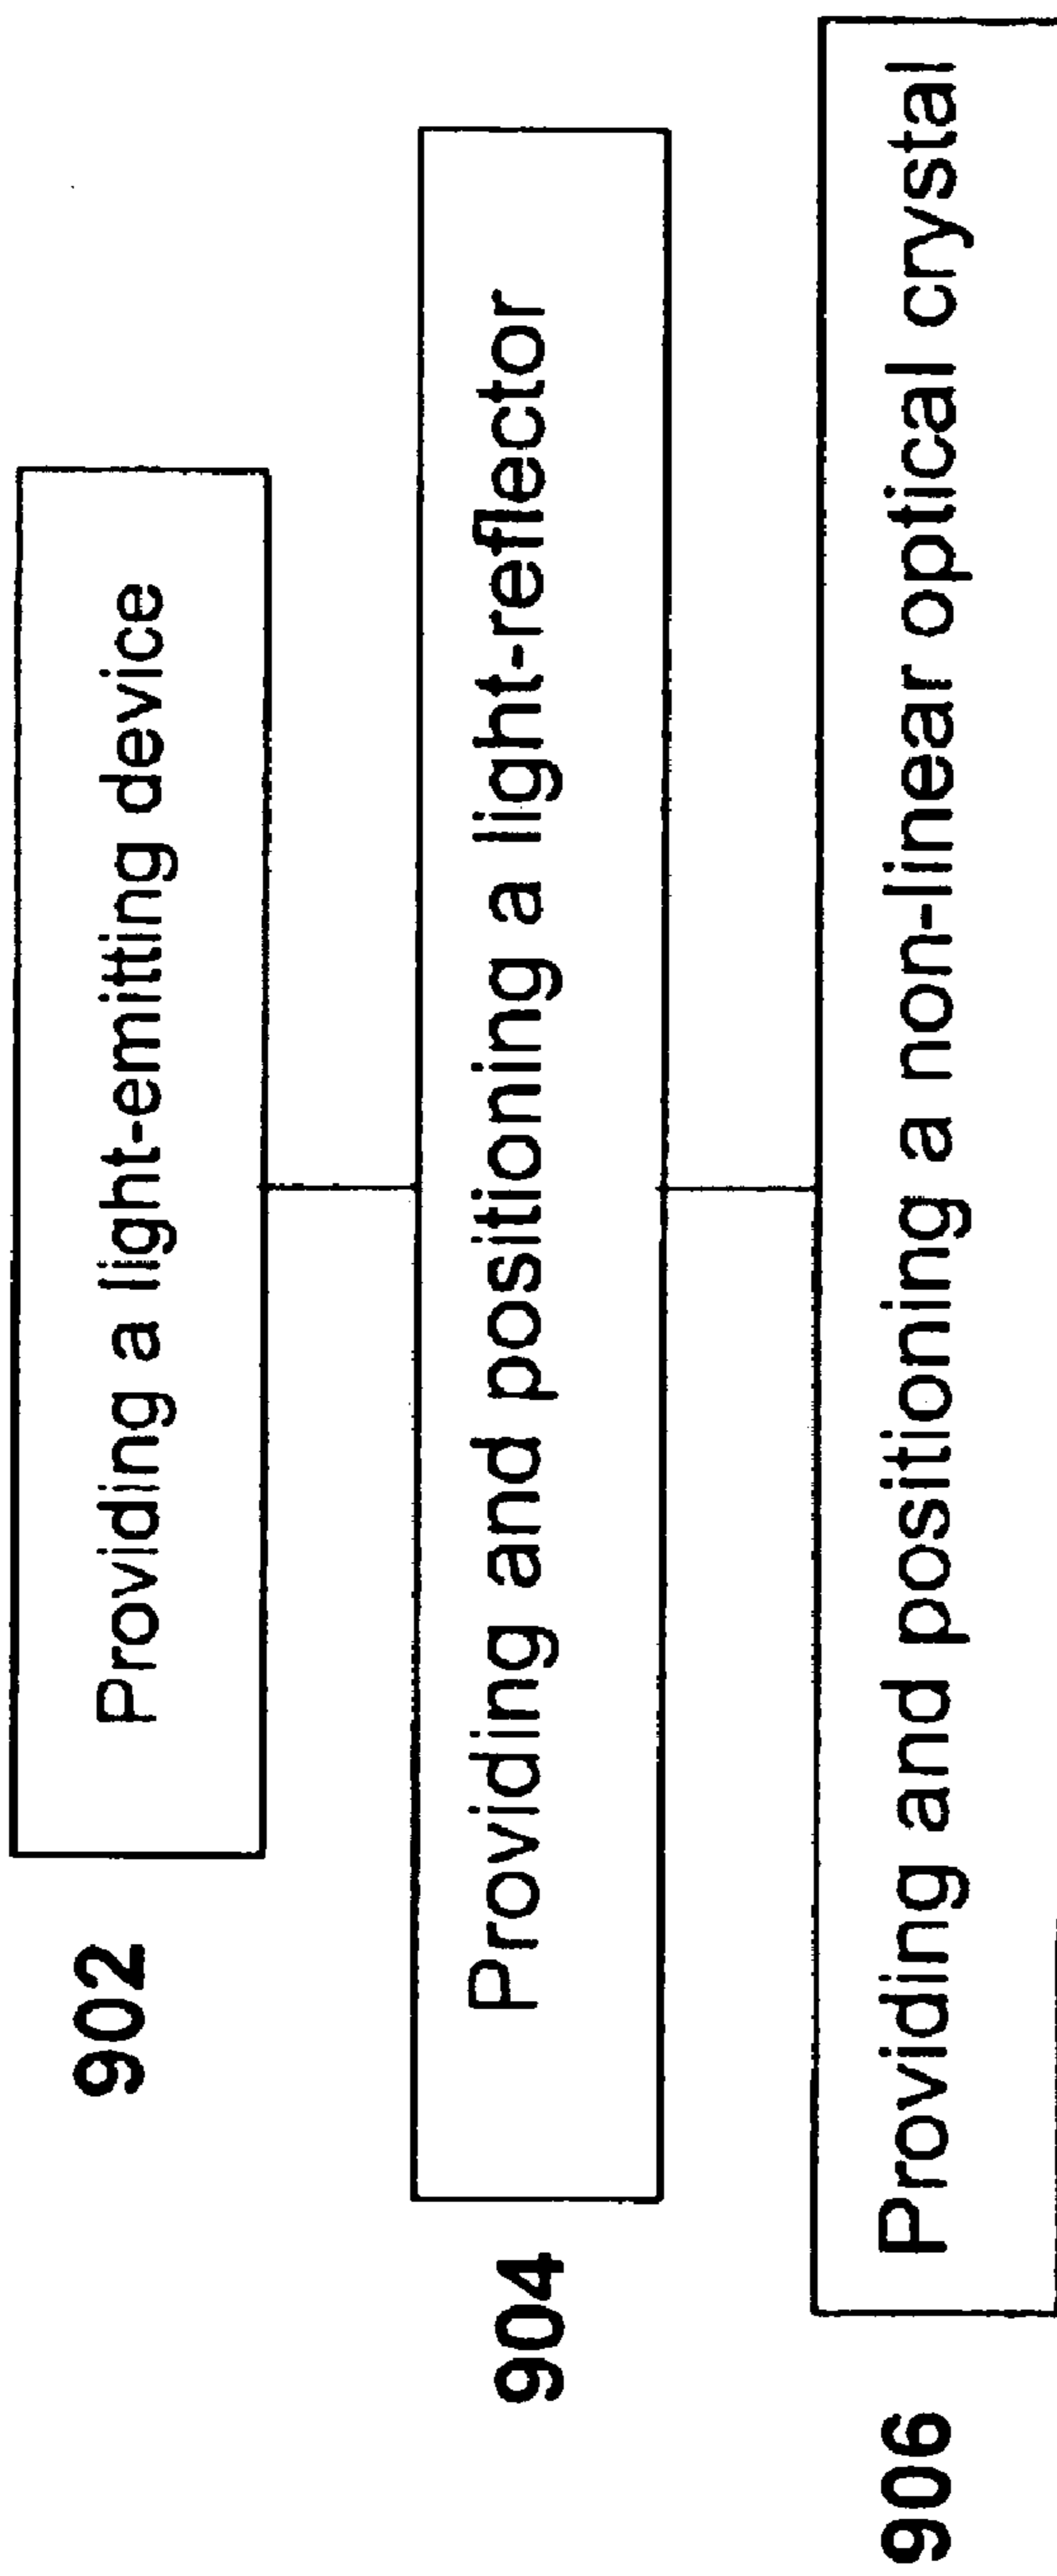 902 Providing a light-emitting device
904 Providing and positioning a light-reflector
906 Providing and positioning a non-linear optical crystal